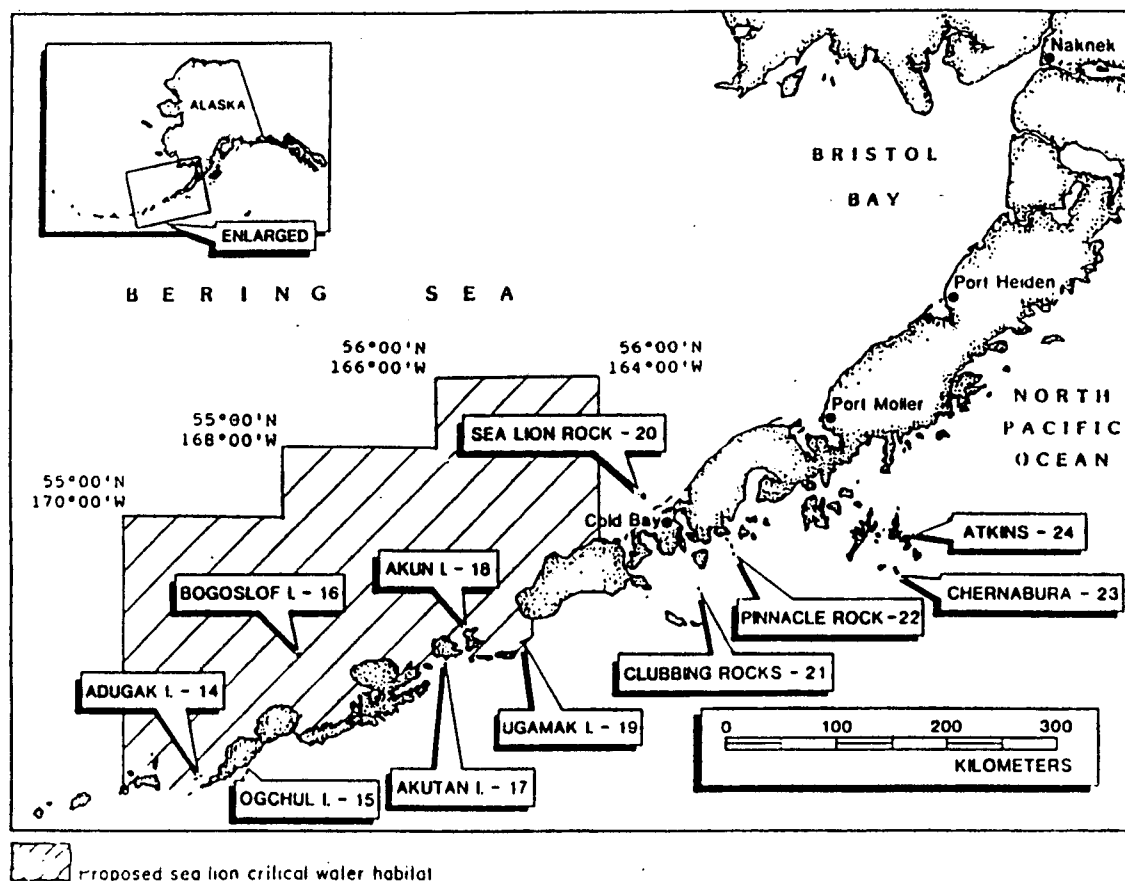 ALASKA
ENLARGED
Naknek
BRISTOL
BAY
BERING SEA
Port Heiden
56°00'N
166°00'W
56°00'N
164°00'W
55°00'N
168°00'W
NORTH
PACIFIC
OCEAN
Port Moller
SEA LION ROCK - 20
55°00'N
170°00'W
Cold Bay
ATKINS - 24
AKUN I. - 18
BOGOSLOF I. - 16
CHERNABURA - 23
PINNACLE ROCK - 22
CLUBBING ROCKS - 21
ADUGAK I. - 14
UGAMAK I. - 19
0 100 200 300
KILOMETERS
AKUTAN I. - 17
OGCHUL I. - 15
Proposed sea lion critical water habitat